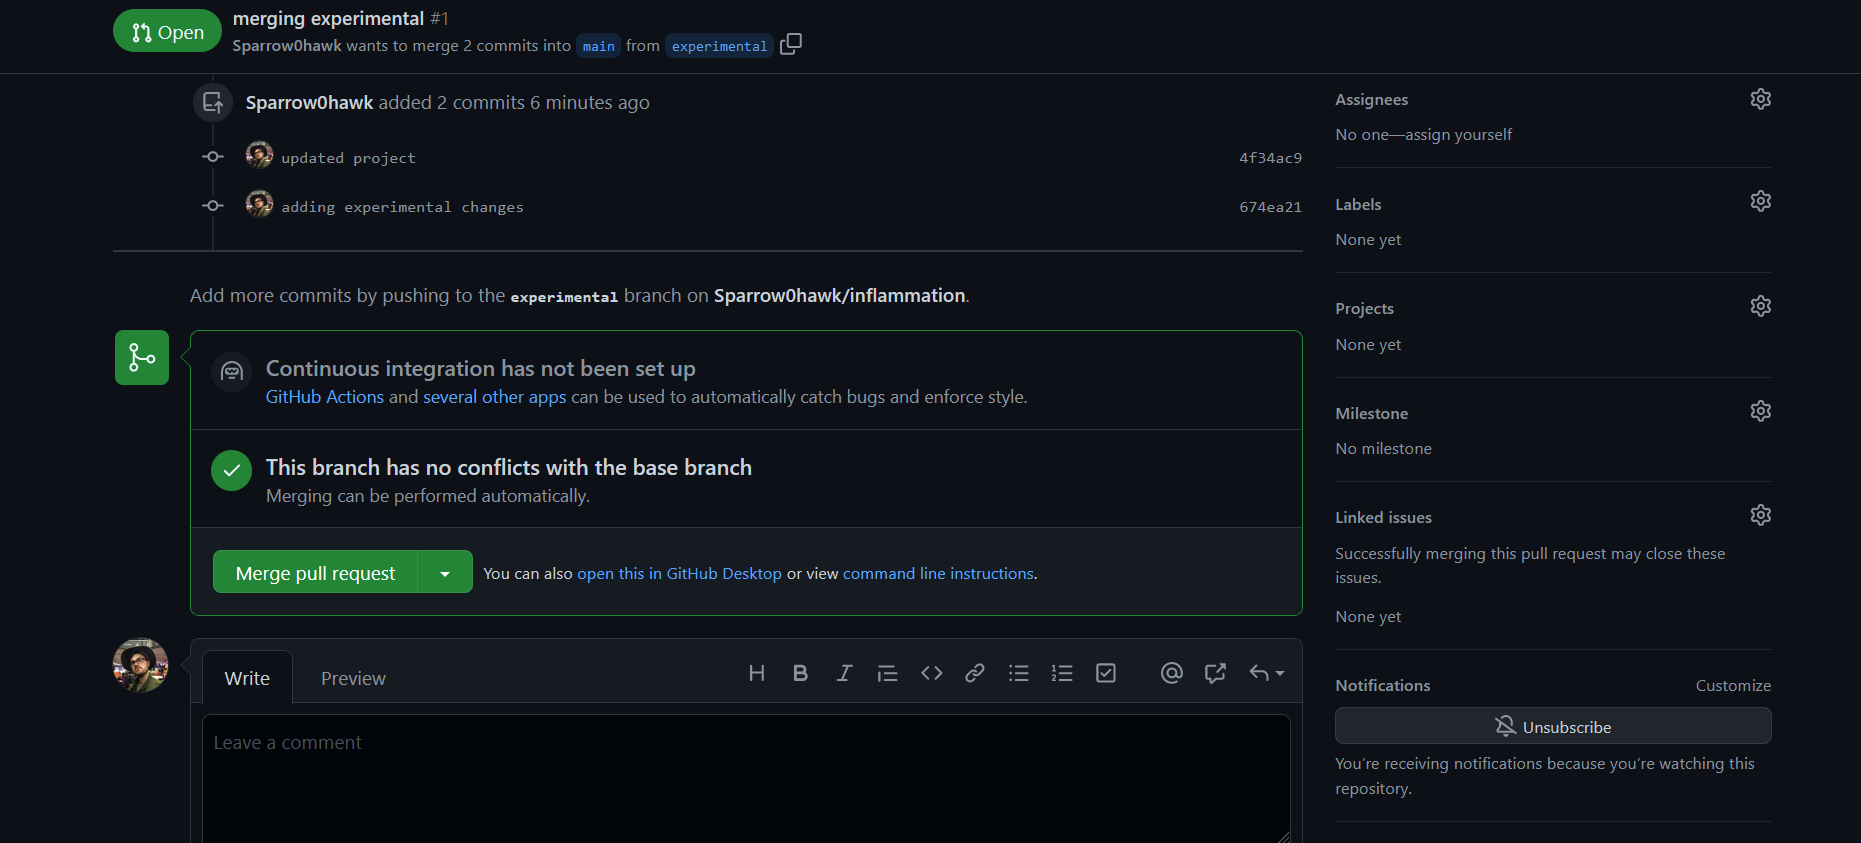 Open
merging experimental #1
Sparrow0hawk wants to merge 2 commits into main from experimental
Sparrow0hawk added 2 commits 6 minutes ago
updated project 4f34ac9
adding experimental changes 674ea21
Add more commits by pushing to the experimental branch on Sparrow0hawk/inflammation.
Continuous integration has not been set up
GitHub Actions and several other apps can be used to automatically catch bugs and enforce style.
This branch has no conflicts with the base branch
Merging can be performed automatically.
Merge pull request
You can also open this in GitHub Desktop or view command line instructions.
Write
Preview
Leave a comment
Assignees
No one—assign yourself
Labels
None yet
Projects
None yet
Milestone
No milestone
Linked issues
Successfully merging this pull request may close these
issues.
None yet
Notifications
Customize
Unsubscribe
You're receiving notifications because you're watching this
repository.